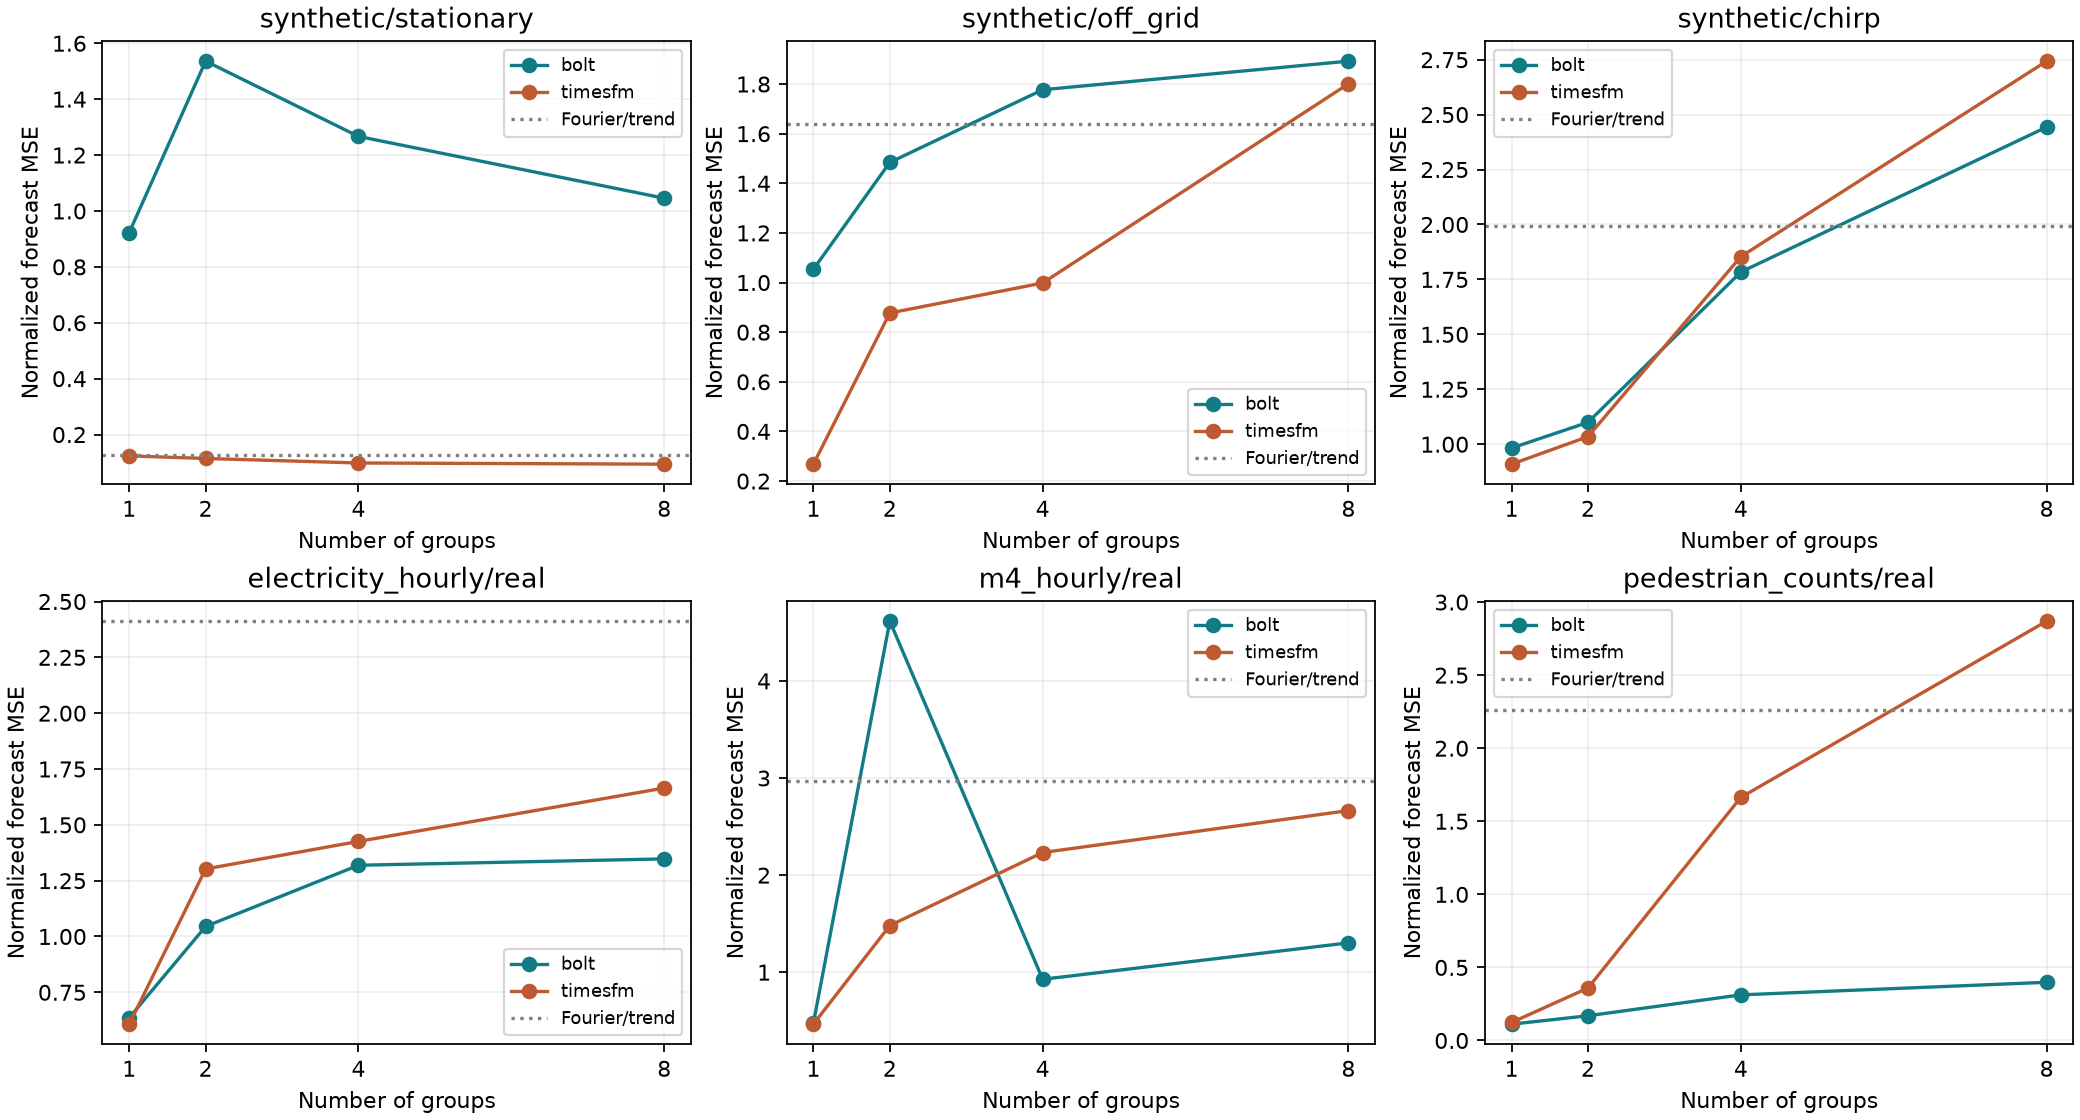 synthetic/stationary
Normalized forecast MSE
1.6
1.4
1.2
1.0
0.8
0.6
0.4
0.2
bolt
timesfm
Fourier/trend
1 2 4 8
Number of groups
synthetic/off_grid
Normalized forecast MSE
1.8
1.6
1.4
1.2
1.0
0.8
0.6
0.4
0.2
bolt
timesfm
Fourier/trend
1 2 4 8
Number of groups
synthetic/chirp
Normalized forecast MSE
2.75
2.50
2.25
2.00
1.75
1.50
1.25
1.00
bolt
timesfm
Fourier/trend
1 2 4 8
Number of groups
electricity_hourly/real
Normalized forecast MSE
2.50
2.25
2.00
1.75
1.50
1.25
1.00
0.75
bolt
timesfm
Fourier/trend
1 2 4 8
Number of groups
m4_hourly/real
Normalized forecast MSE
4
3
2
1
bolt
timesfm
Fourier/trend
1 2 4 8
Number of groups
pedestrian_counts/real
Normalized forecast MSE
3.0
2.5
2.0
1.5
1.0
0.5
0.0
bolt
timesfm
Fourier/trend
1 2 4 8
Number of groups